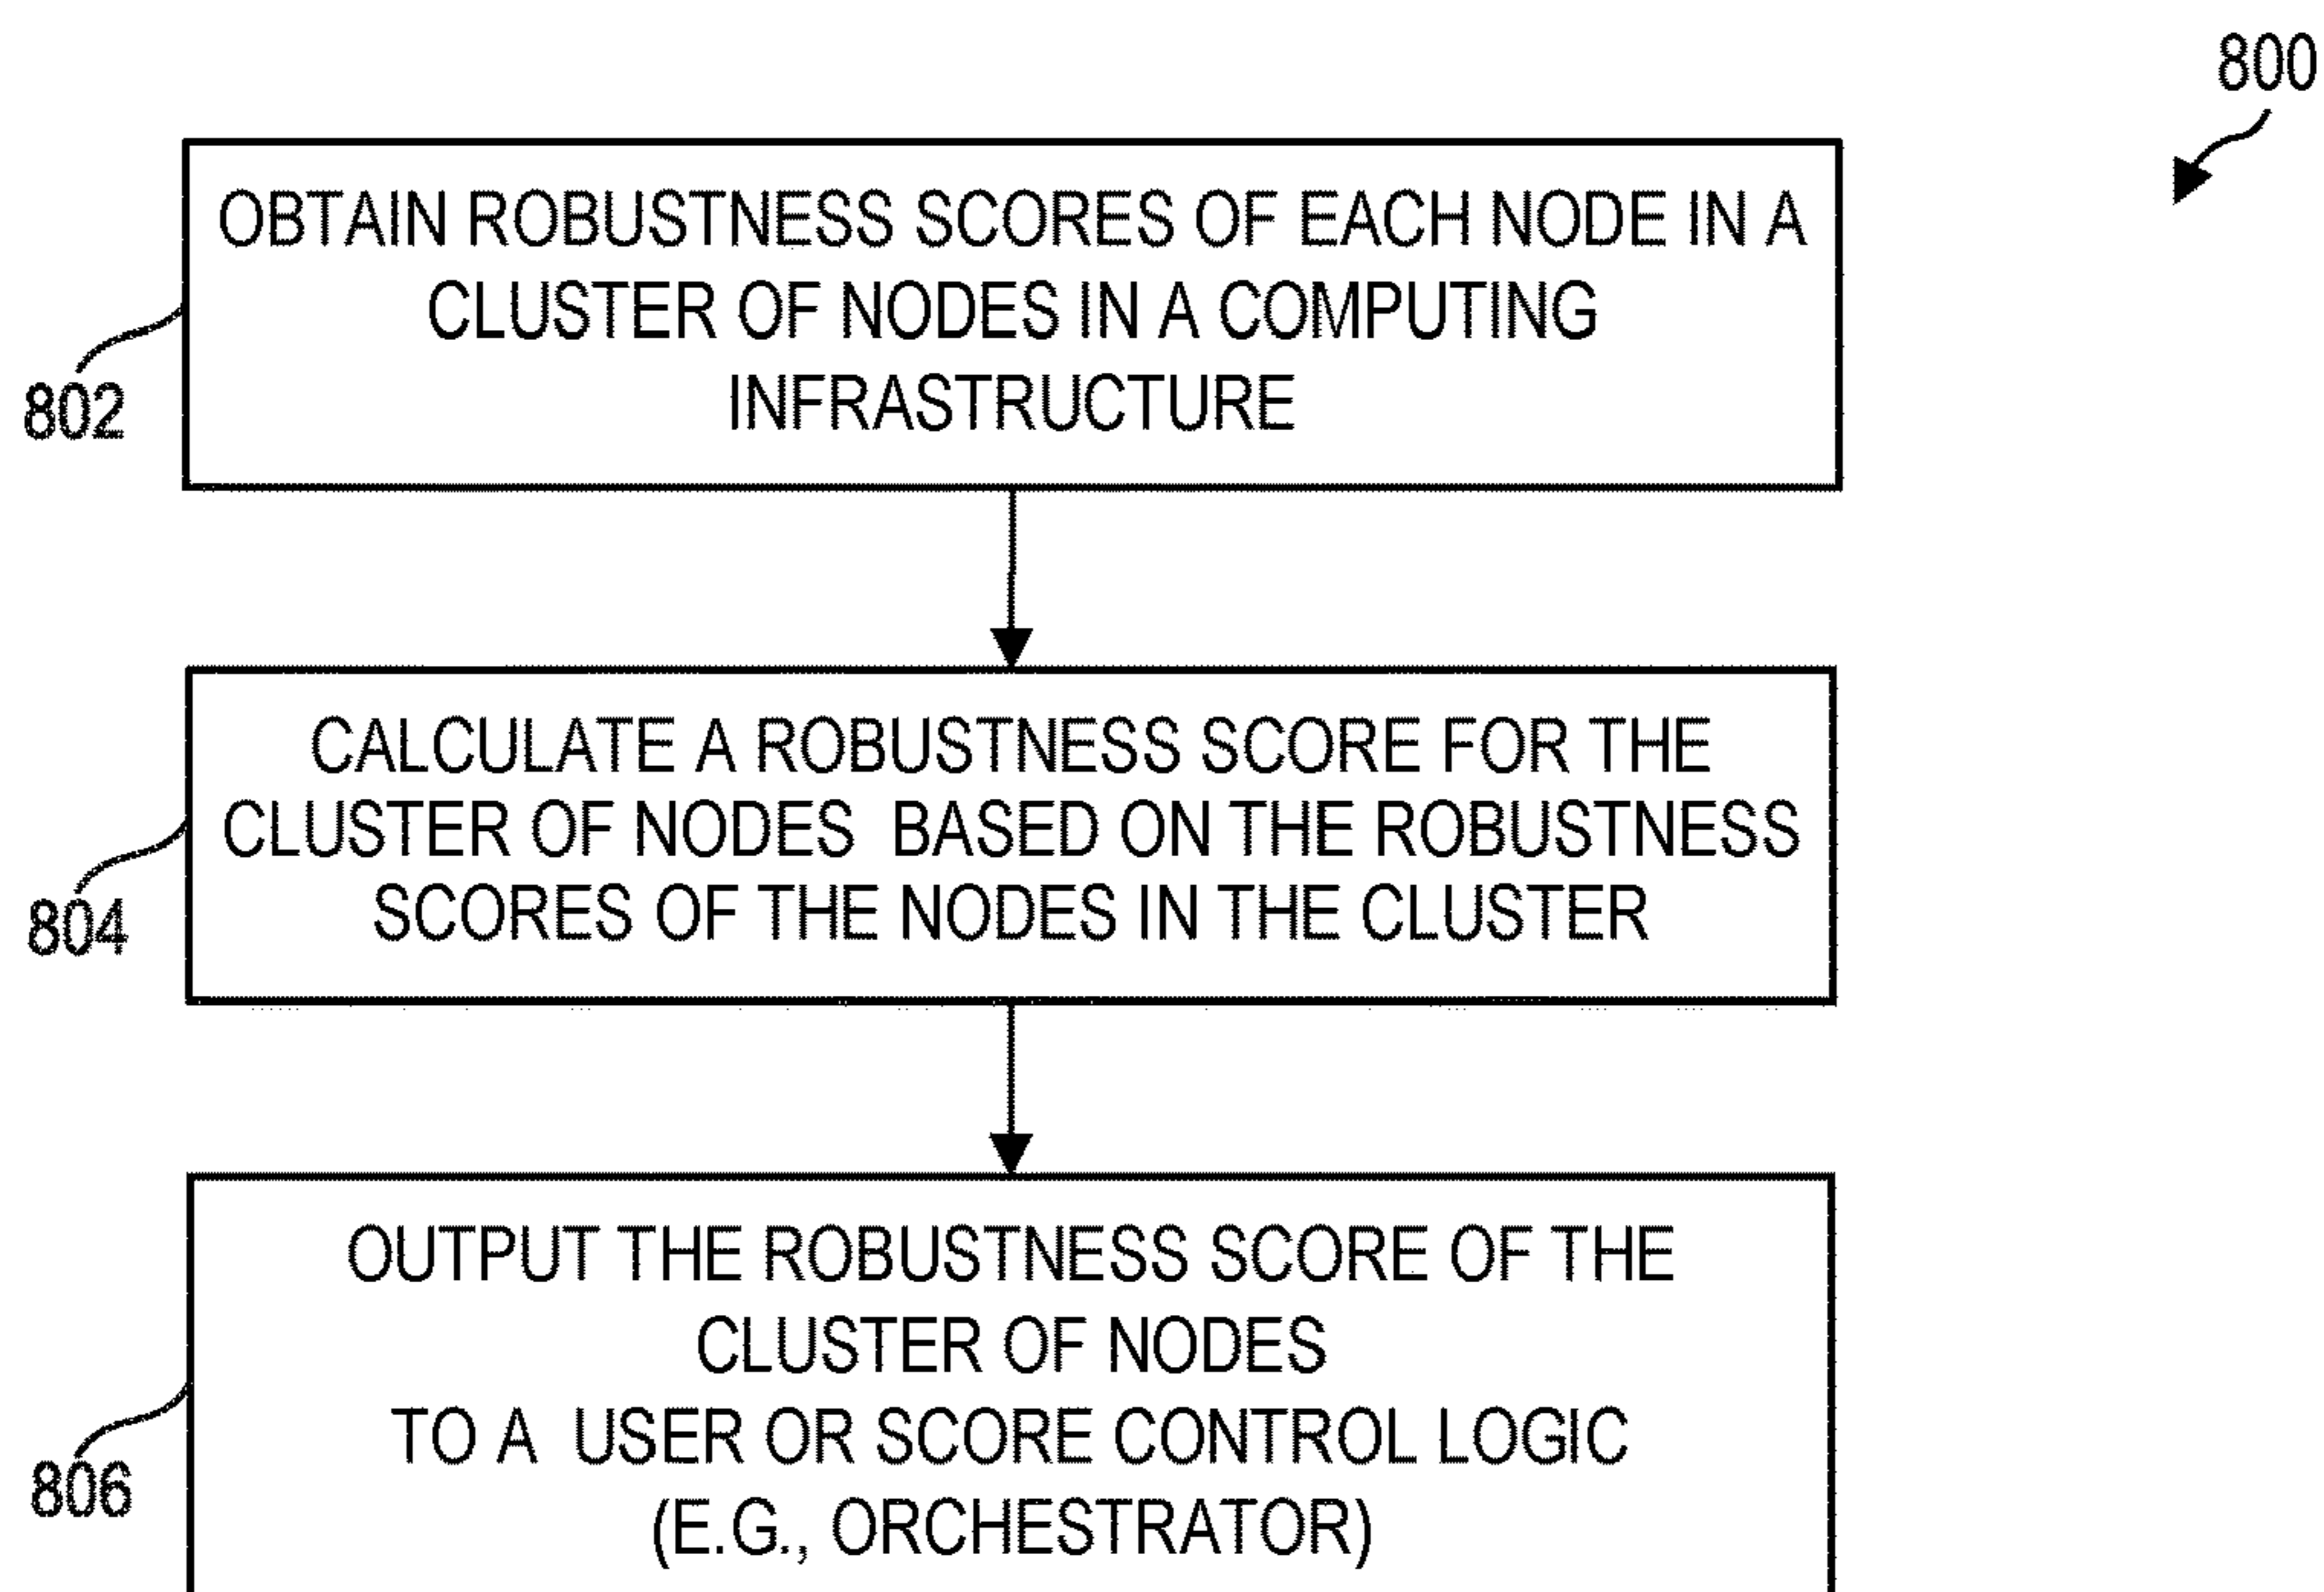 800
OBTAIN ROBUSTNESS SCORES OF EACH NODE IN A
CLUSTER OF NODES IN A COMPUTING
INFRASTRUCTURE
802
CALCULATE A ROBUSTNESS SCORE FOR THE
CLUSTER OF NODES BASED ON THE ROBUSTNESS
SCORES OF THE NODES IN THE CLUSTER
804
OUTPUT THE ROBUSTNESS SCORE OF THE
CLUSTER OF NODES
TO A USER OR SCORE CONTROL LOGIC
(E.G., ORCHESTRATOR)
806